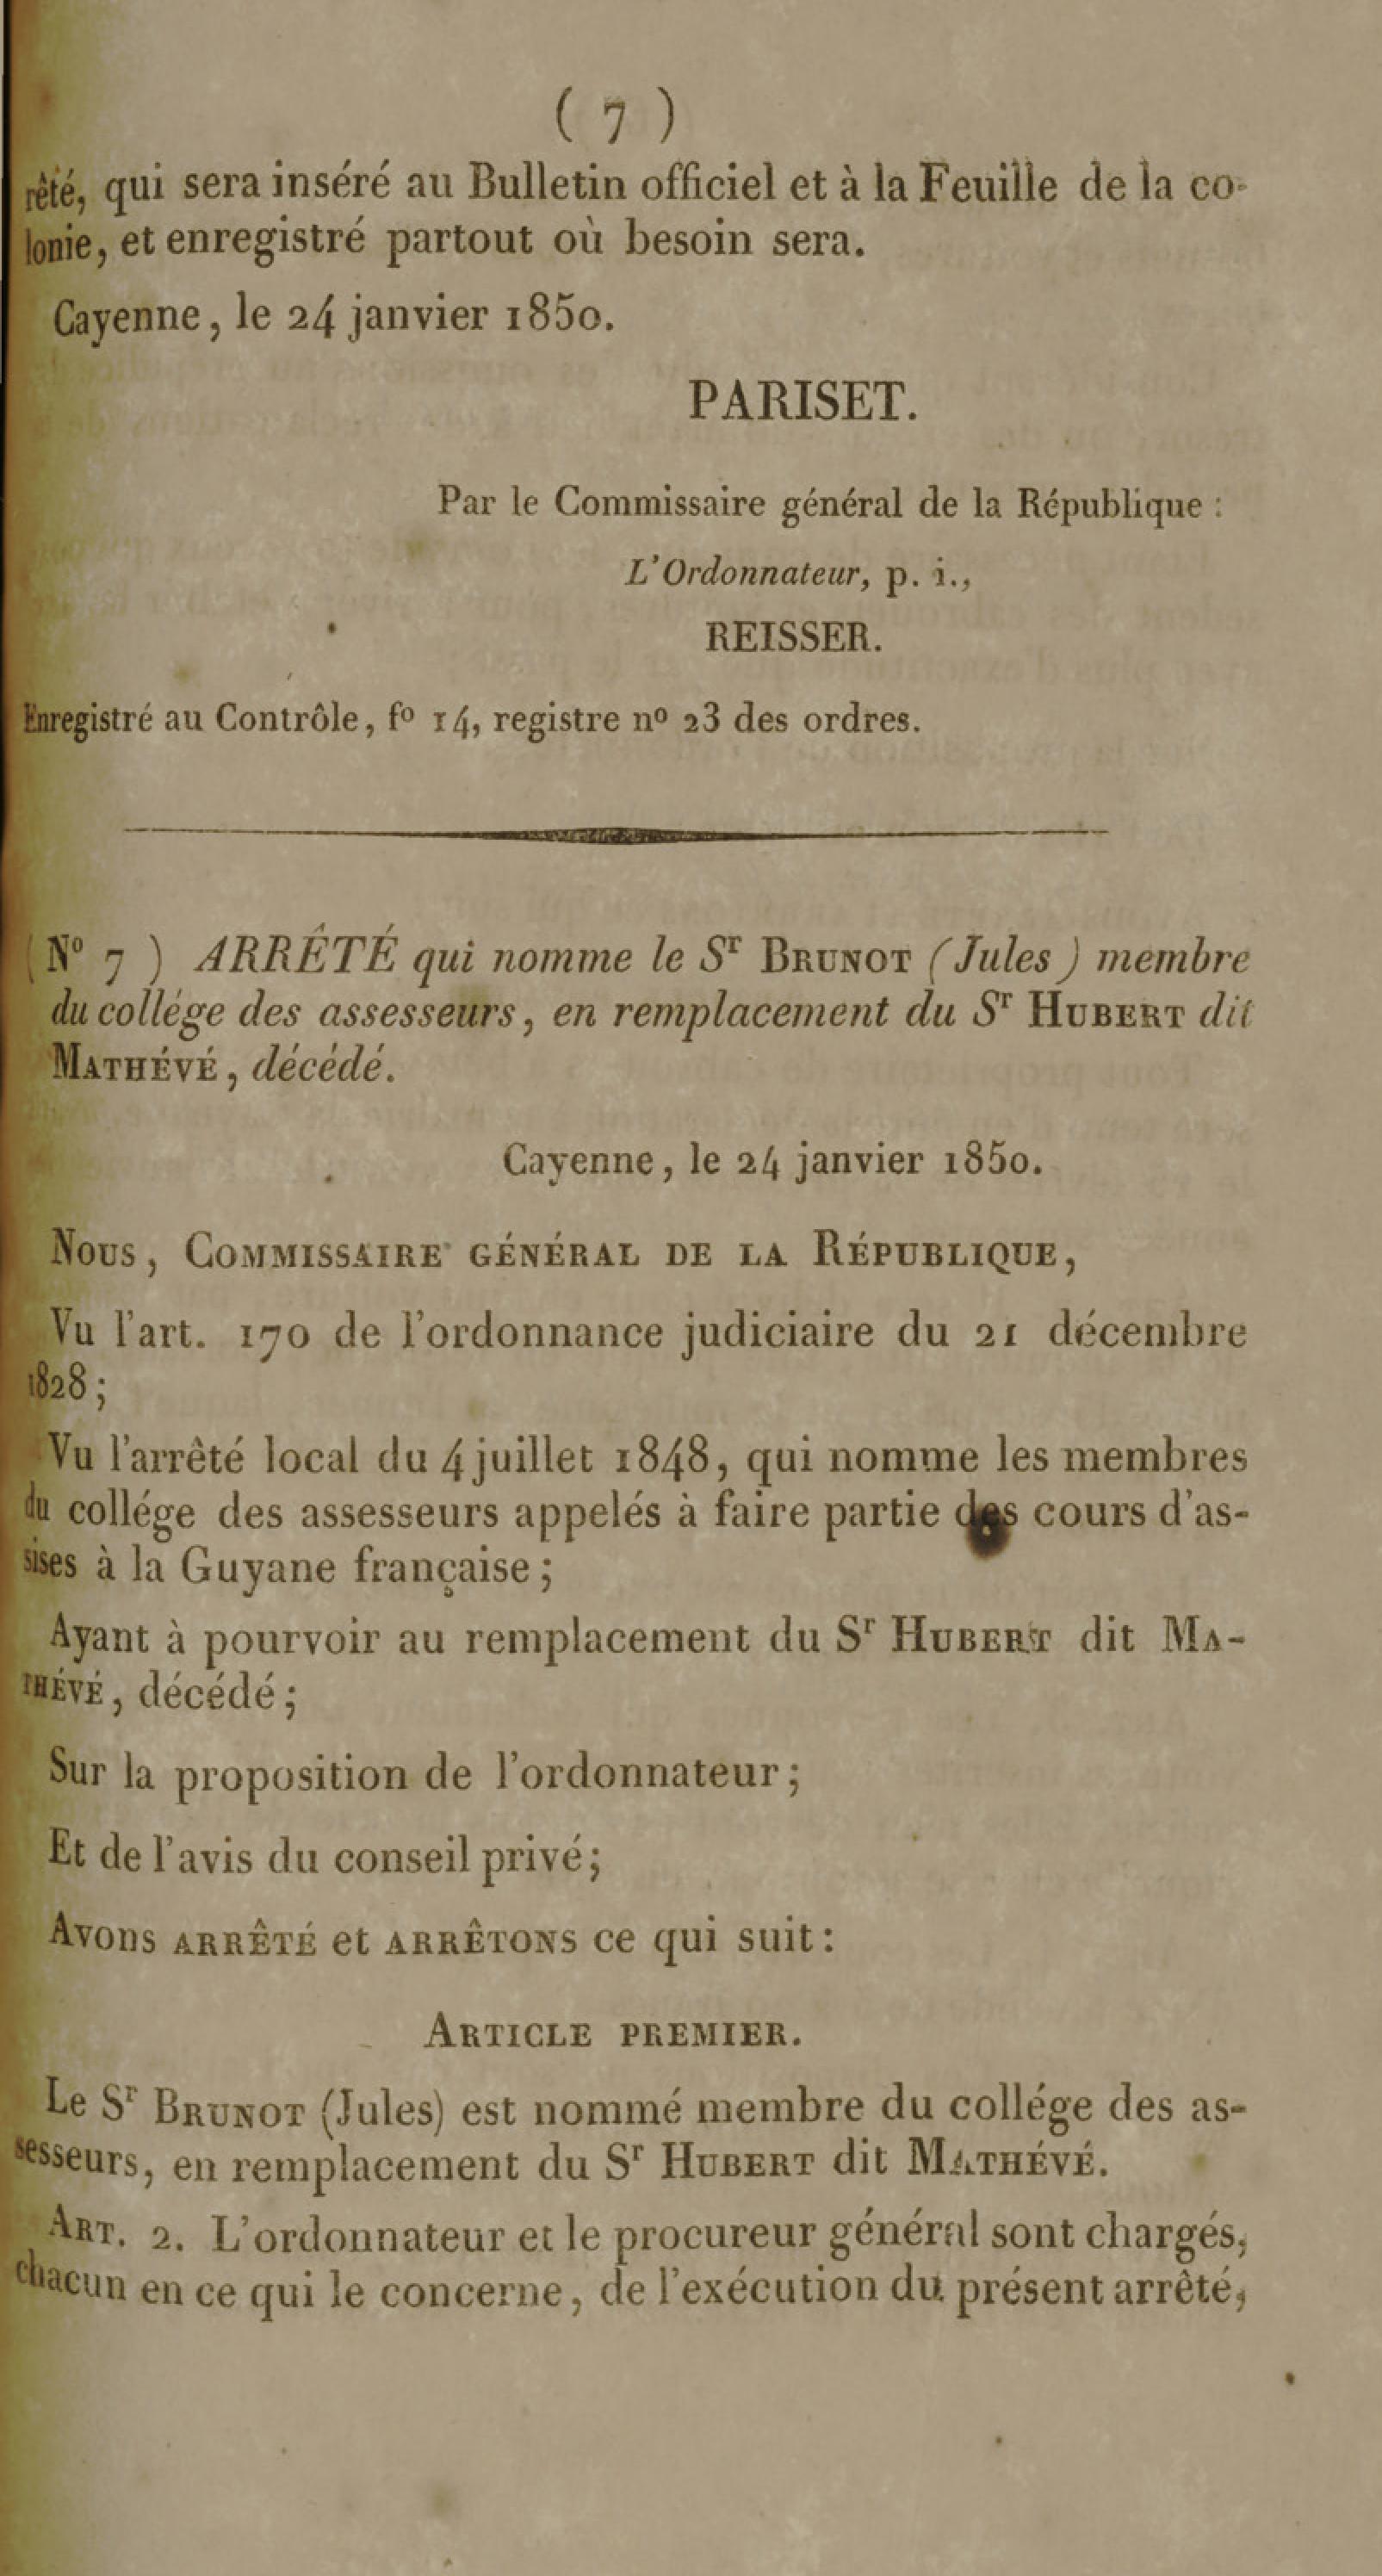 ( 7 )
rêté, qui sera inséré au Bulletin officiel et à la Feuille de la co-
lonie, et enregistré partout où besoin sera.
Cayenne, le 24 janvier 1850.
PARISET.
Par le Commissaire général de la République :
L'Ordonnateur, p. i.,
REISSER.
Enregistré au Contrôle, fo 14, registre no 23 des ordres.
( No 7 ) ARRÊTÉ qui nomme le Sr BRUNOT (Jules) membre
du collége des assesseurs, en remplacement du Sr HUBERT dit
MATHÉVÉ, décédé.
Cayenne, le 24 janvier 1850.
NOUS, COMMISSAIRE GÉNÉRAL DE LA RÉPUBLIQUE,
Vu l'art. 170 de l'ordonnance judiciaire du 21 décembre
1828;
Vu l'arrêté local du 4 juillet 1848, qui nomme les membres
du collége des assesseurs appelés à faire partie des cours d'as-
sises à la Guyane française;
Ayant à pourvoir au remplacement du Sr HUBERT dit MA-
THÉVÉ, décédé;
Sur la proposition de l'ordonnateur;
Et de l'avis du conseil privé;
Avons ARRÊTÉ et ARRÊTONS ce qui suit:
ARTICLE PREMIER.
Le Sr BRUNOT (Jules) est nommé membre du collége des as-
sesseurs, en remplacement du Sr HUBERT dit MATHÉVÉ.
ART. 2. L'ordonnateur et le procureur général sont chargés,
chacun en ce qui le concerne, de l'exécution du présent arrêté,